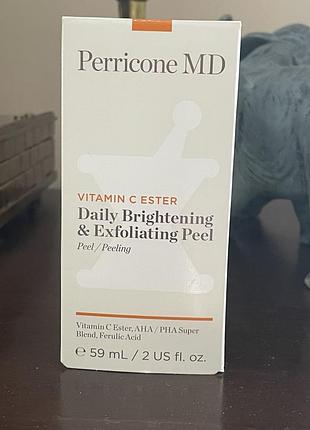 Perricone MD
VITAMIN C ESTER
Daily Brightening
& Exfoliating Peel
Peel / Peeling
Vitamin C Ester, AHA / PHA Super
Blend, Ferulic Acid
℮ 59 mL / 2 US fl. oz.